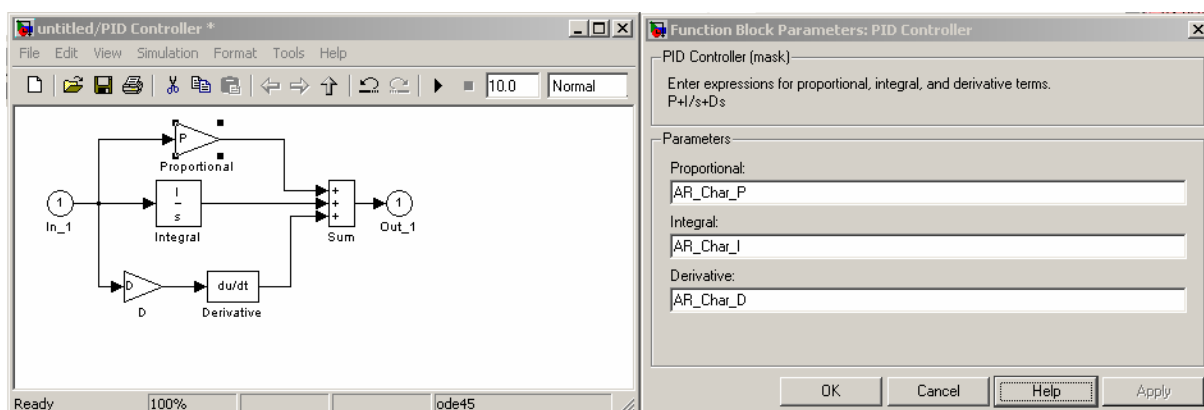 untitled/PID Controller *
File Edit View Simulation Format Tools Help
10.0 Normal
P
Proportional
1
In_1
I
s
Integral
+
+
+
Sum
1
Out_1
D
D
du/dt
Derivative
Ready 100% ode45
Function Block Parameters: PID Controller
PID Controller (mask)
Enter expressions for proportional, integral, and derivative terms.
P+I/s+Ds
Parameters
Proportional:
AR_Char_P
Integral:
AR_Char_I
Derivative:
AR_Char_D
OK Cancel Help Apply